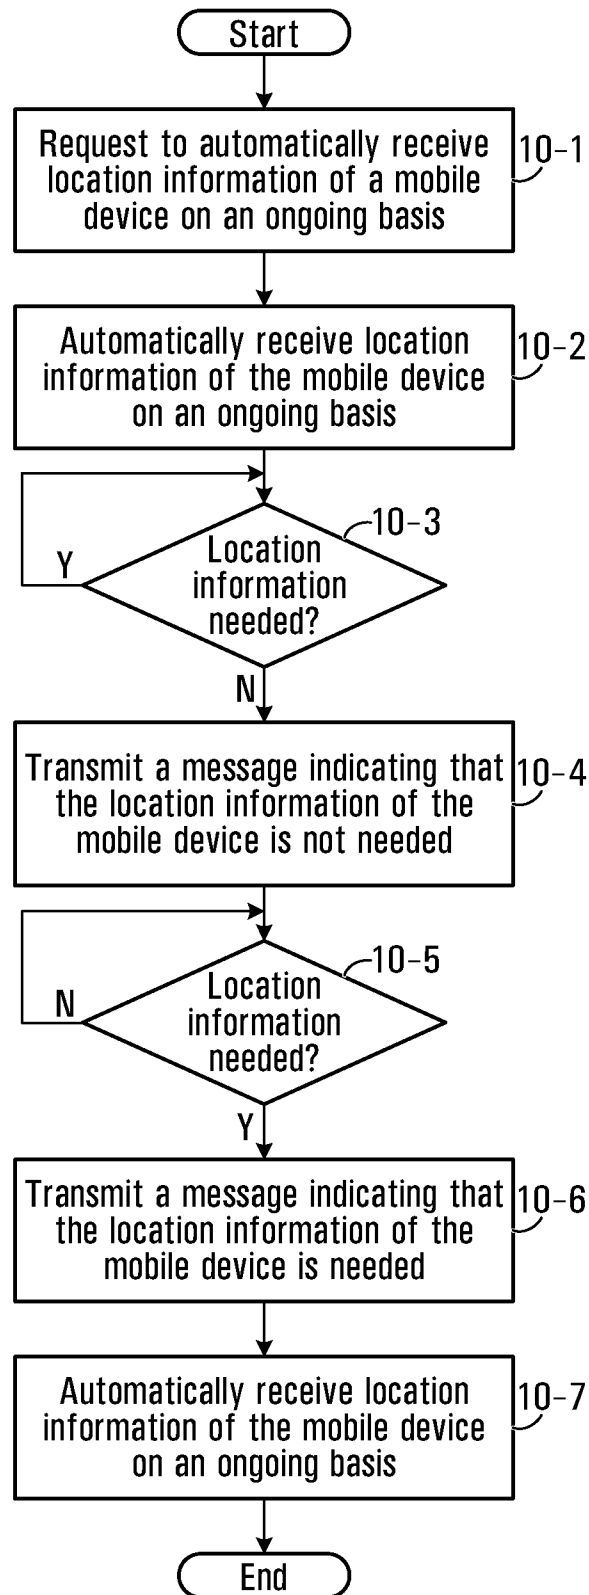 Start
Request to automatically receive
location information of a mobile
device on an ongoing basis
10-1
Automatically receive location
information of the mobile device
on an ongoing basis
10-2
10-3
Location
information
needed?
Y
N
Transmit a message indicating that
the location information of the
mobile device is not needed
10-4
10-5
Location
information
needed?
N
Y
Transmit a message indicating that
the location information of the
mobile device is needed
10-6
Automatically receive location
information of the mobile device
on an ongoing basis
10-7
End